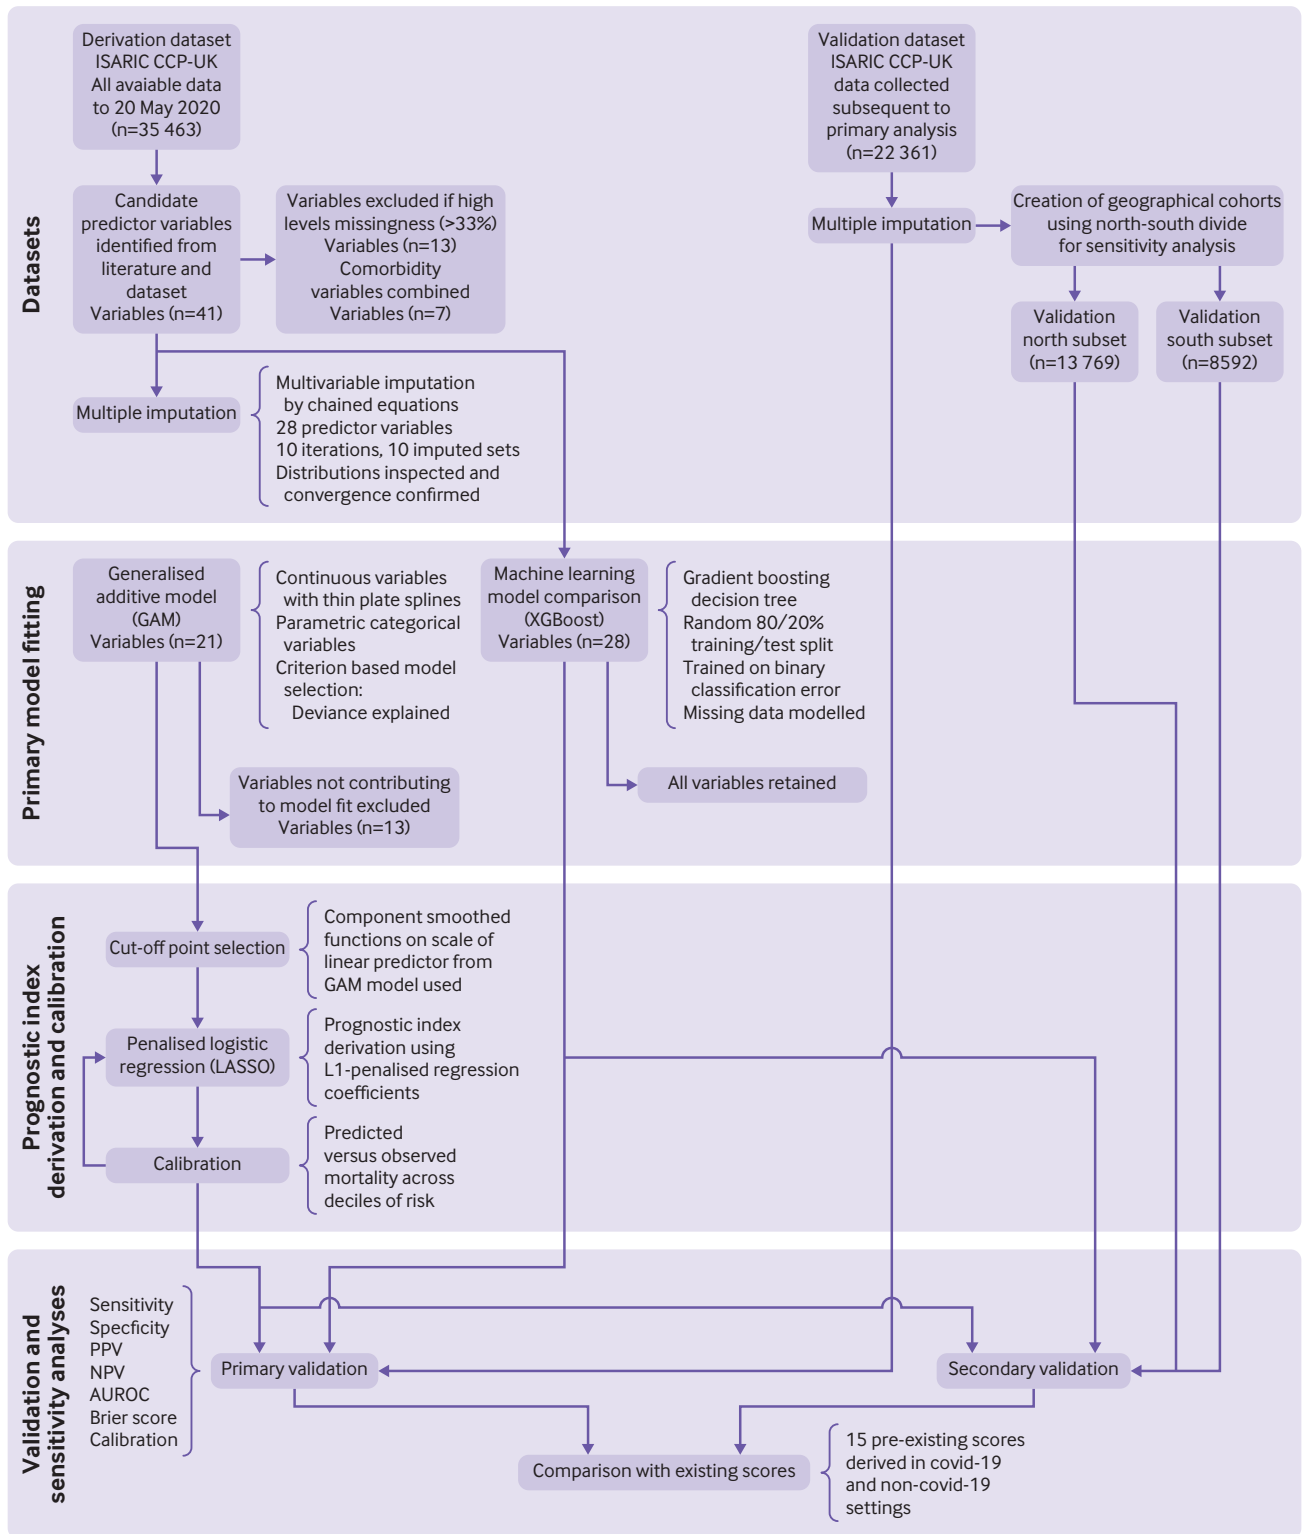 Datasets
Derivation dataset
ISARIC CCP-UK
All avaiable data
to 20 May 2020
(n=35 463)
Validation dataset
ISARIC CCP-UK
data collected
subsequent to
primary analysis
(n=22 361)
Candidate
predictor variables
identified from
literature and
dataset
Variables (n=41)
Variables excluded if high
levels missingness (>33%)
Variables (n=13)
Comorbidity
variables combined
Variables (n=7)
Multiple imputation
Creation of geographical cohorts
using north-south divide
for sensitivity analysis
Validation
north subset
(n=13 769)
Validation
south subset
(n=8592)
Multiple imputation
Multivariable imputation
by chained equations
28 predictor variables
10 iterations, 10 imputed sets
Distributions inspected and
convergence confirmed
Primary model fitting
Generalised
additive model
(GAM)
Variables (n=21)
Continuous variables
with thin plate splines
Parametric categorical
variables
Criterion based model
selection:
Deviance explained
Machine learning
model comparison
(XGBoost)
Variables (n=28)
Gradient boosting
decision tree
Random 80/20%
training/test split
Trained on binary
classification error
Missing data modelled
Variables not contributing
to model fit excluded
Variables (n=13)
All variables retained
Prognostic index
derivation and calibration
Cut-off point selection
Component smoothed
functions on scale of
linear predictor from
GAM model used
Penalised logistic
regression (LASSO)
Prognostic index
derivation using
L1-penalised regression
coefficients
Calibration
Predicted
versus observed
mortality across
deciles of risk
Validation and
sensitivity analyses
Sensitivity
Specficity
PPV
NPV
AUROC
Brier score
Calibration
Primary validation
Secondary validation
Comparison with existing scores
15 pre-existing scores
derived in covid-19
and non-covid-19
settings